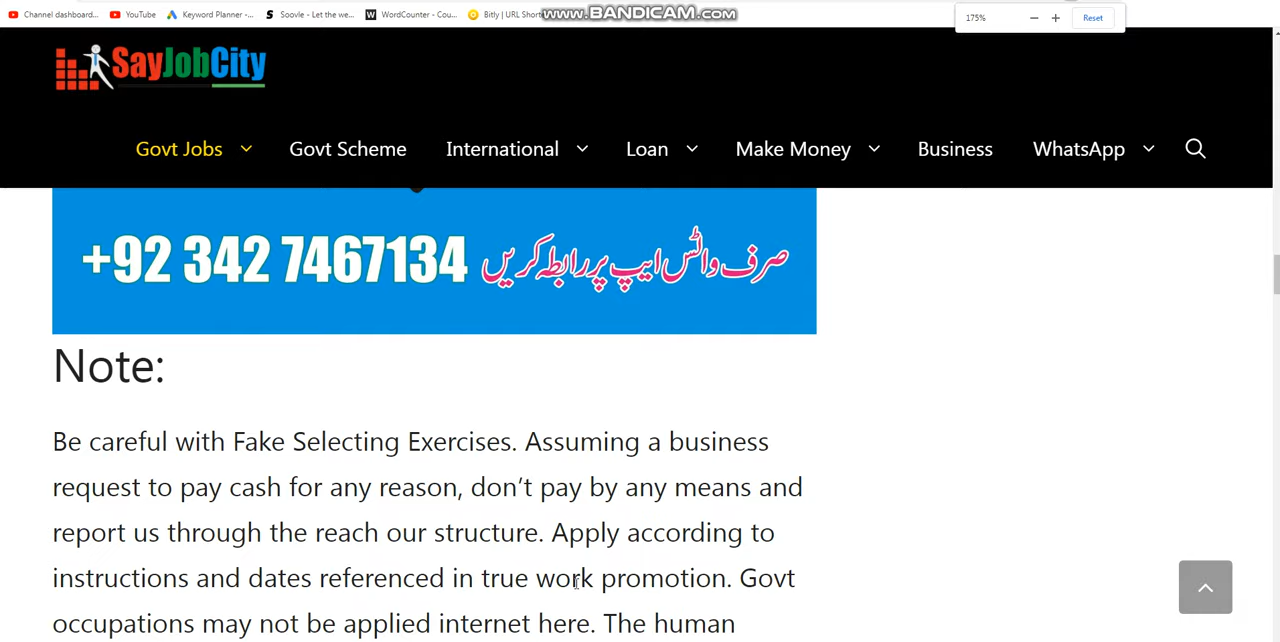 Channel dashboard... YouTube Keyword Planner -... Soovle - Let the we... WordCounter - Cou... Bitly | URL Short
www.BANDICAM.com
175% Reset
SayJobCity
Govt Jobs Govt Scheme International Loan Make Money Business WhatsApp
+92 342 7467134 صرف واٹس ایپ پر رابطہ کریں
Note:
Be careful with Fake Selecting Exercises. Assuming a business
request to pay cash for any reason, don’t pay by any means and
report us through the reach our structure. Apply according to
instructions and dates referenced in true work promotion. Govt
occupations may not be applied internet here. The human